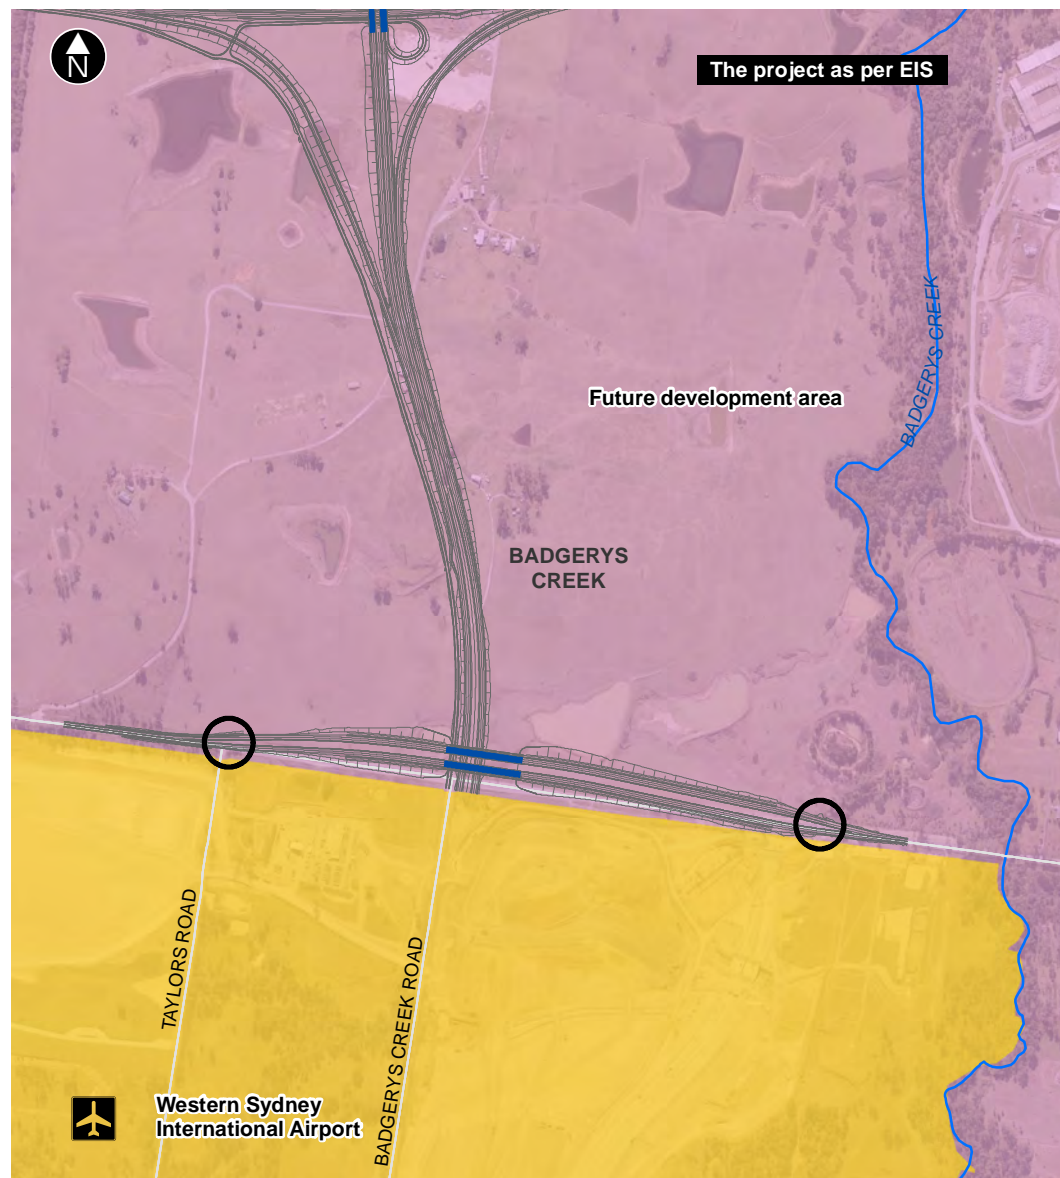 N
The project as per EIS
BADGERYS CREEK
Future development area
BADGERYS
CREEK
TAYLORS ROAD
BADGERYS CREEK ROAD
Western Sydney
International Airport